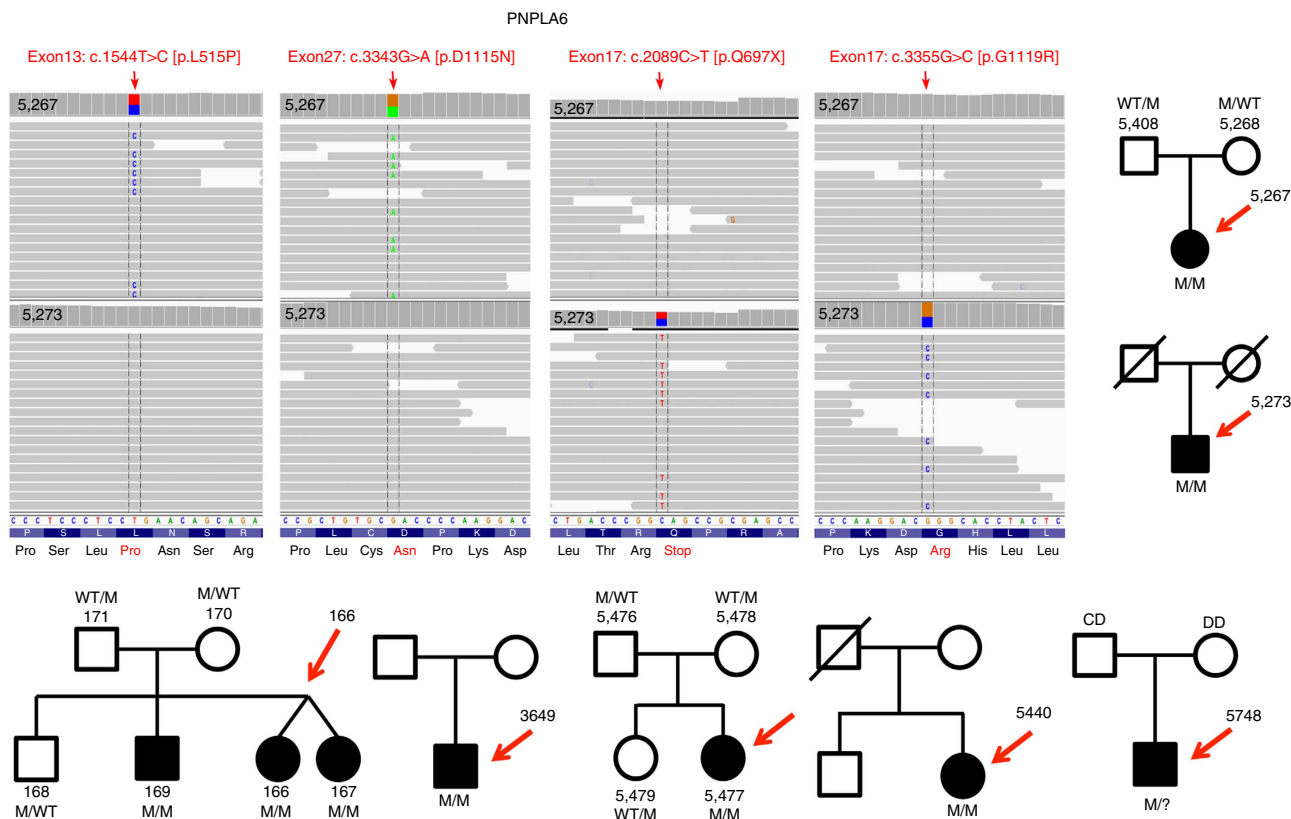 PNPLA6
Exon13: c.1544T>C [p.L515P]
Exon27: c.3343G>A [p.D1115N]
Exon17: c.2089C>T [p.Q697X]
Exon17: c.3355G>C [p.G1119R]
5,267
5,267
5,267
5,267
C
C
C
C
C
C
C
C
A
A
A
A
A
A
A
A
C
G
C
C
5,273
5,273
5,273
5,273
C
T
T
T
T
T
T
T
T
C
C
C
C
C
C
C
C C C T C C C T C C T G A A C A G C A G A
P S L L N S R
Pro Ser Leu Pro Asn Ser Arg
C C G C T G T G C G A C C C C A A G G A C
P L C D P K D
Pro Leu Cys Asn Pro Lys Asp
C T G A C C C G G C A G C C G C G A G C C
L T R Q P R A
Leu Thr Arg Stop
C C C A A G G A C G G G C A C C T A C T C
P K D G H L L
Pro Lys Asp Arg His Leu Leu
WT/M
5,408
M/WT
5,268
5,267
M/M
5,273
M/M
WT/M
171
M/WT
170
166
168
M/WT
169
M/M
166
M/M
167
M/M
3649
M/M
M/WT
5,476
WT/M
5,478
5,479
WT/M
5,477
M/M
5440
M/M
CD
DD
5748
M/?